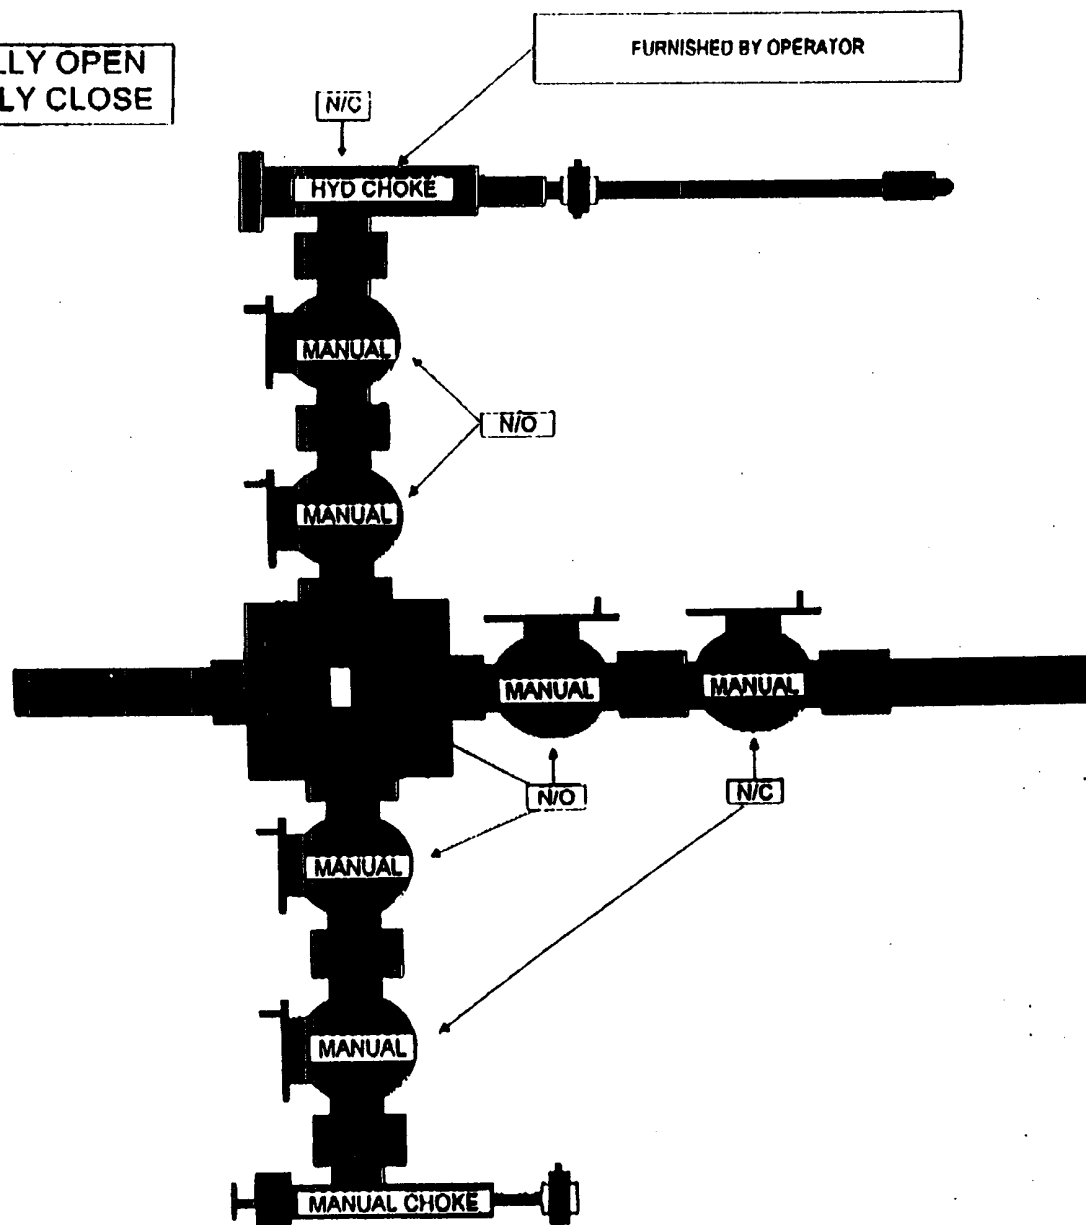 FURNISHED BY OPERATOR
LLY OPEN
LY CLOSE
N/C
HYD CHOKE
MANUAL
N/O
MANUAL
MANUAL
MANUAL
N/O
N/C
MANUAL
MANUAL
MANUAL CHOKE